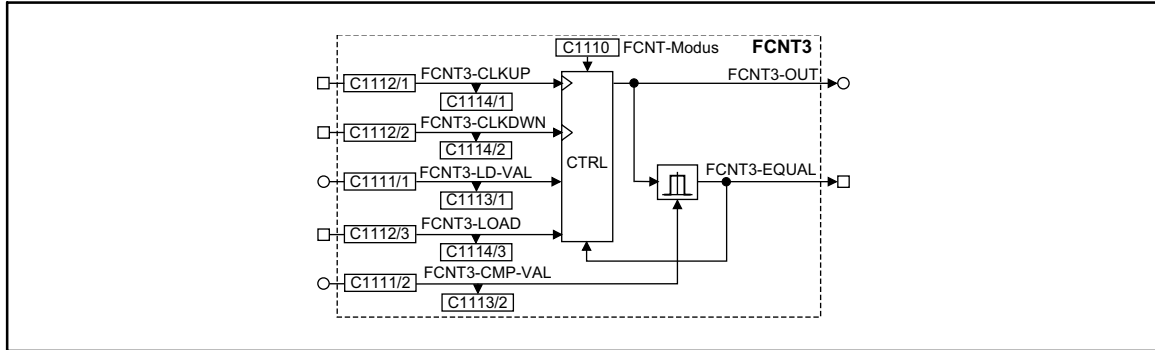 C1110 FCNT-Modus FCNT3
C1112/1 FCNT3-CLKUP FCNT3-OUT
C1114/1
C1112/2 FCNT3-CLKDWN
C1114/2
CTRL
C1111/1 FCNT3-LD-VAL FCNT3-EQUAL
C1113/1
C1112/3 FCNT3-LOAD
C1114/3
C1111/2 FCNT3-CMP-VAL
C1113/2